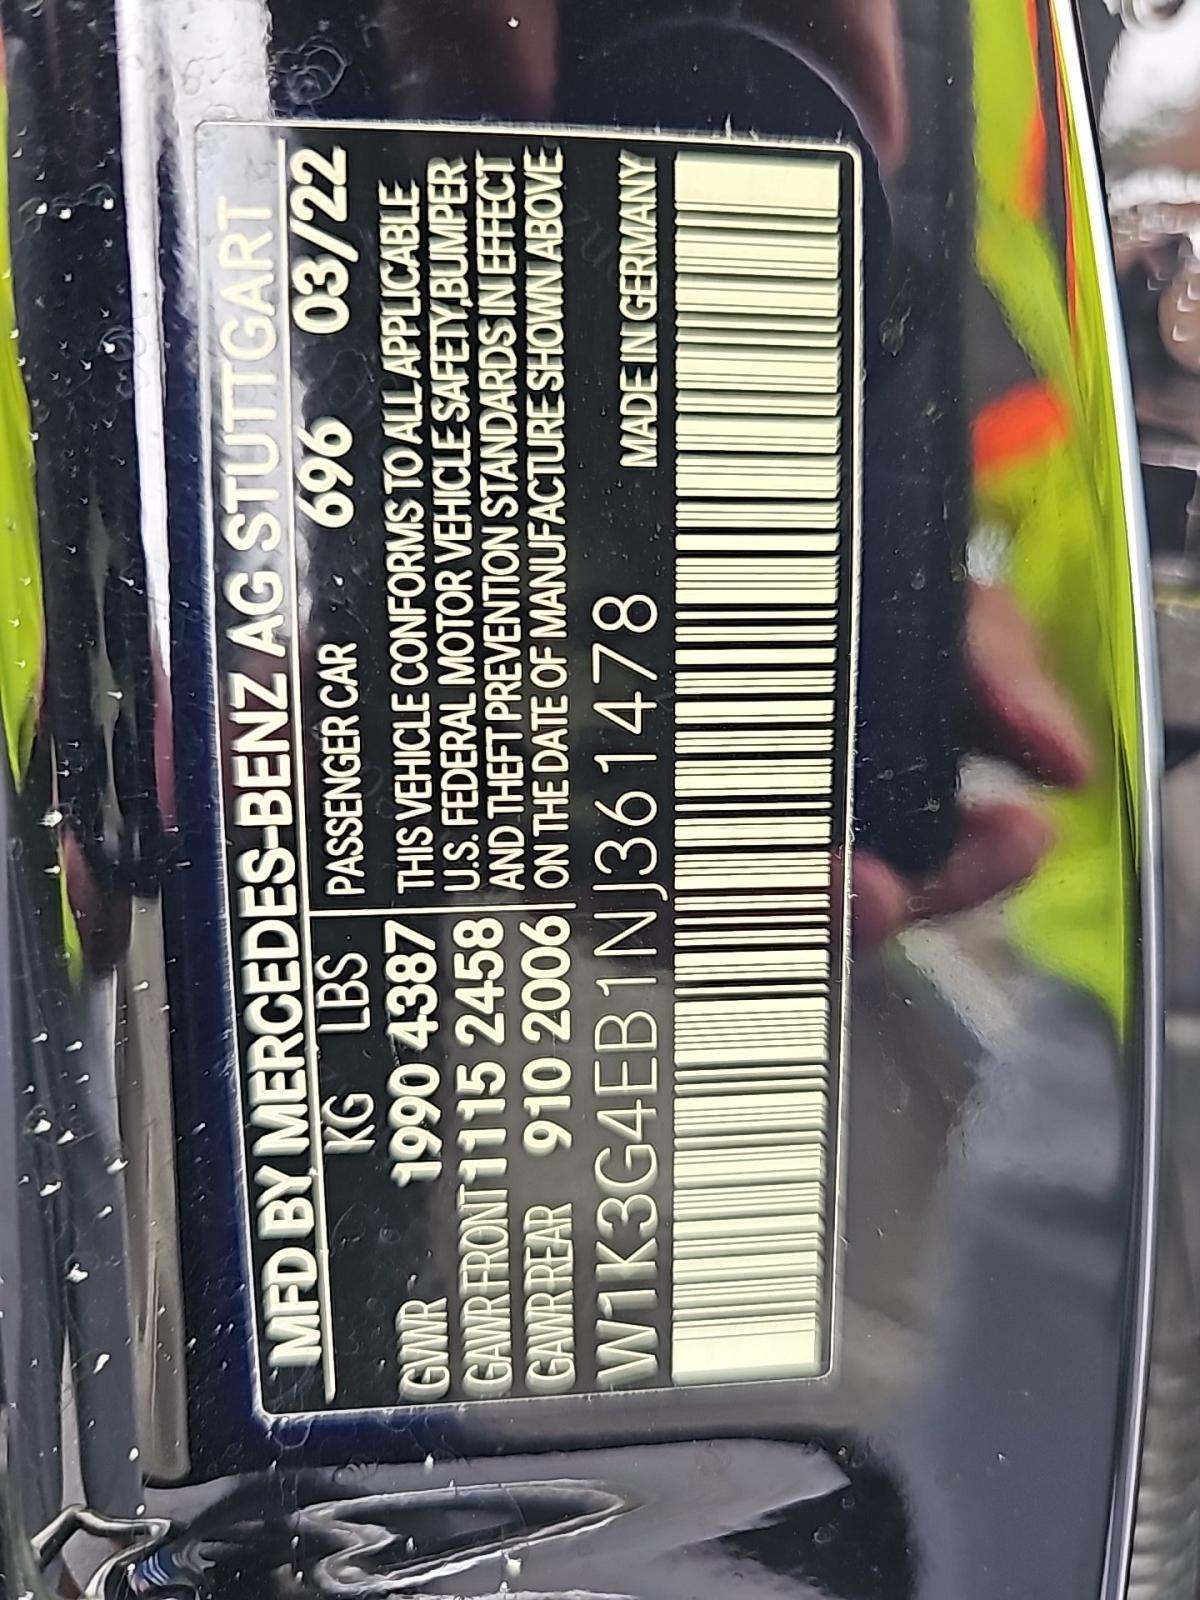 MFD BY MERCEDES-BENZ AG STUTTGART
KG LBS PASSENGER CAR 696 03/22
GVWR 1990 4387 THIS VEHICLE CONFORMS TO ALL APPLICABLE
GAWR FRONT 1115 2458 U.S. FEDERAL MOTOR VEHICLE SAFETY,BUMPER
AND THEFT PREVENTION STANDARDS IN EFFECT
GAWR REAR 910 2006 ON THE DATE OF MANUFACTURE SHOWN ABOVE
W1K3G4EB1NJ361478 MADE IN GERMANY